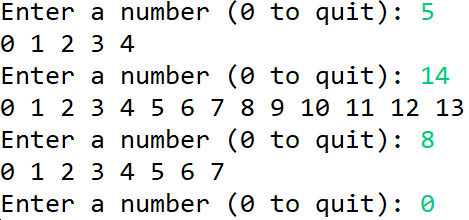 Enter a number (0 to quit): 5
0 1 2 3 4
Enter a number (0 to quit): 14
0 1 2 3 4 5 6 7 8 9 10 11 12 13
Enter a number (0 to quit): 8
0 1 2 3 4 5 6 7
Enter a number (0 to quit): 0